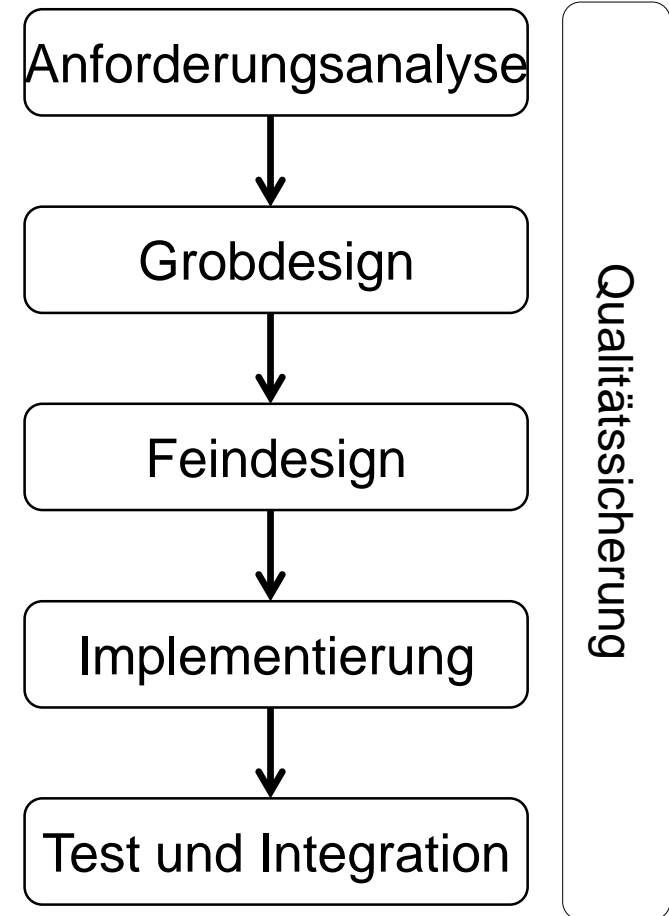 Anforderungsanalyse
Grobdesign
Feindesign
Implementierung
Test und Integration
Qualitätssicherung